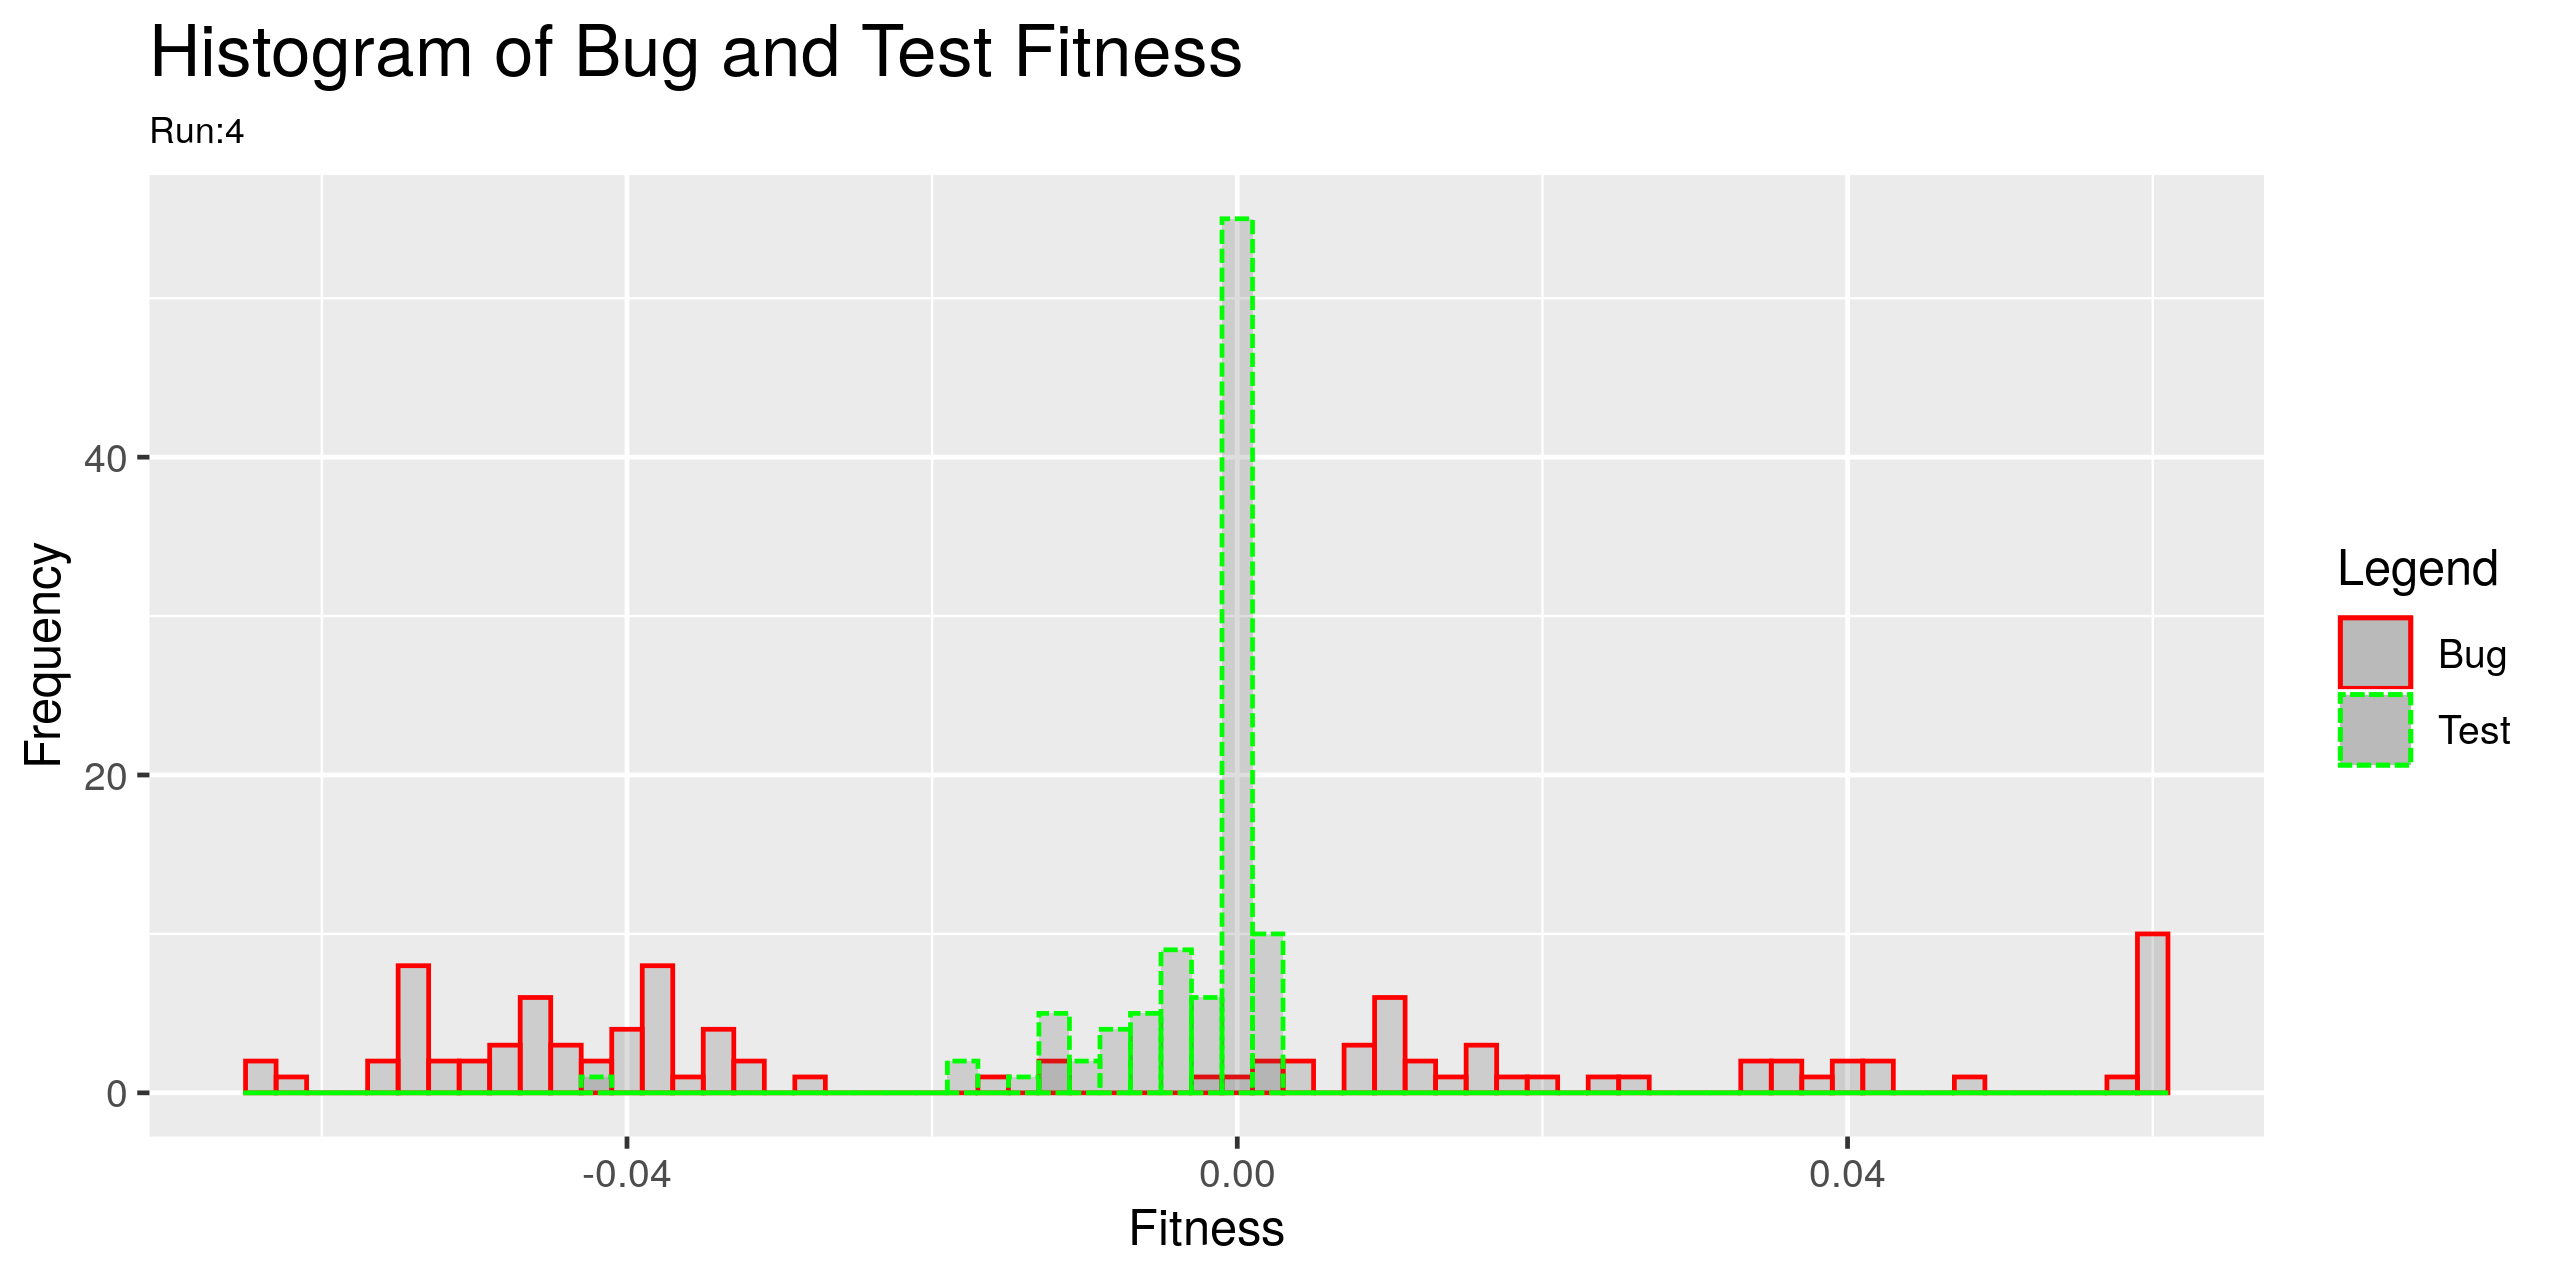 Histogram of Bug and Test Fitness
Run:4
Frequency
40
20
0
-0.04
0.00
0.04
Fitness
Legend
Bug
Test